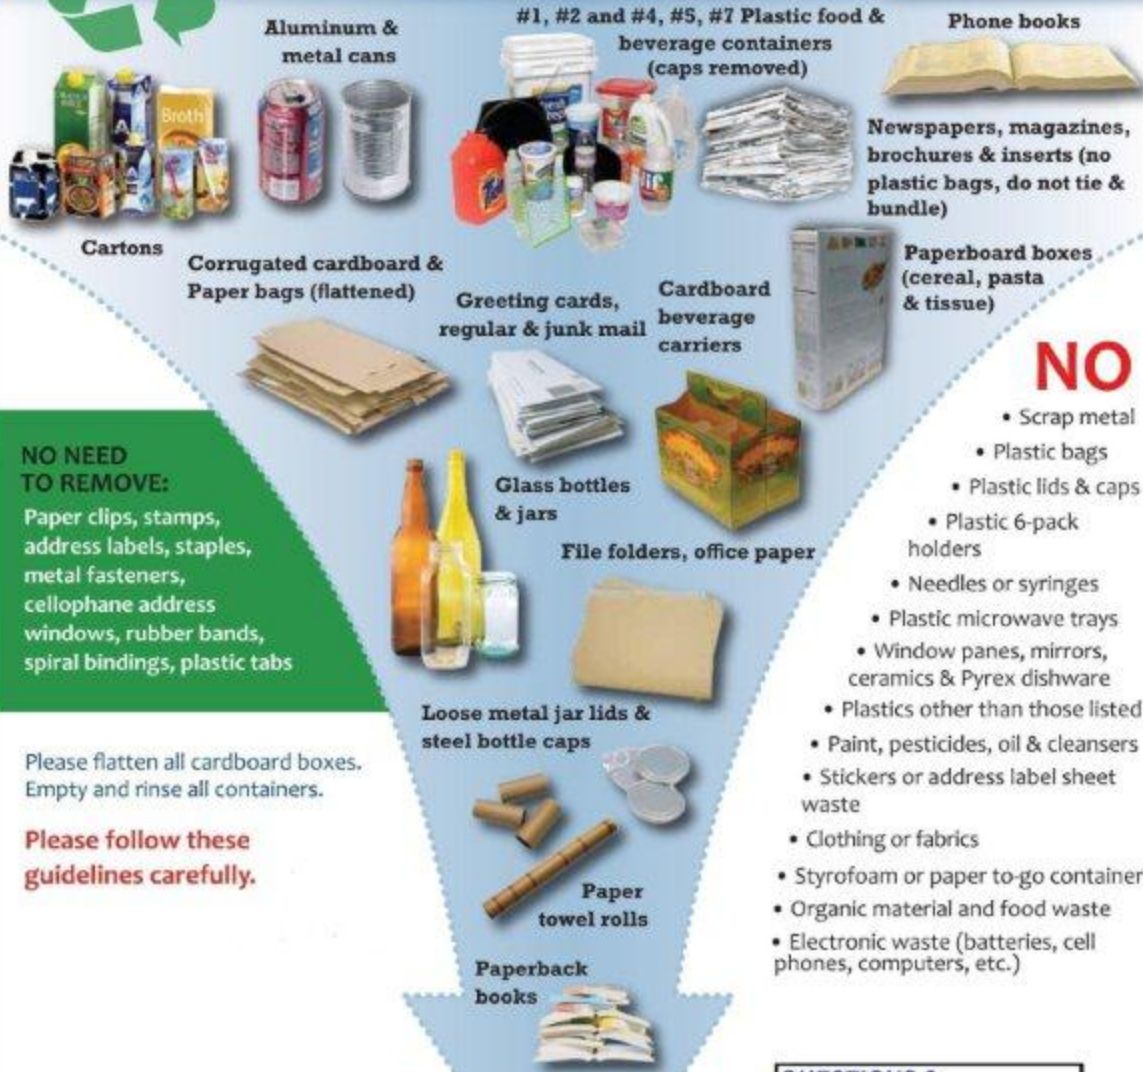 Aluminum &
metal cans
#1, #2 and #4, #5, #7 Plastic food &
beverage containers
(caps removed)
Phone books
Broth
Newspapers, magazines,
brochures & inserts (no
plastic bags, do not tie &
bundle)
Cartons
Corrugated cardboard &
Paper bags (flattened)
Greeting cards,
regular & junk mail
Cardboard
beverage
carriers
Paperboard boxes
(cereal, pasta
& tissue)
NO
• Scrap metal
• Plastic bags
• Plastic lids & caps
• Plastic 6-pack
holders
• Needles or syringes
• Plastic microwave trays
• Window panes, mirrors,
ceramics & Pyrex dishware
• Plastics other than those listed
• Paint, pesticides, oil & cleansers
• Stickers or address label sheet
waste
• Clothing or fabrics
• Styrofoam or paper to-go container
• Organic material and food waste
• Electronic waste (batteries, cell
phones, computers, etc.)
NO NEED
TO REMOVE:
Paper clips, stamps,
address labels, staples,
metal fasteners,
cellophane address
windows, rubber bands,
spiral bindings, plastic tabs
Glass bottles
& jars
File folders, office paper
Please flatten all cardboard boxes.
Empty and rinse all containers.
Please follow these
guidelines carefully.
Loose metal jar lids &
steel bottle caps
Paper
towel rolls
Paperback
books